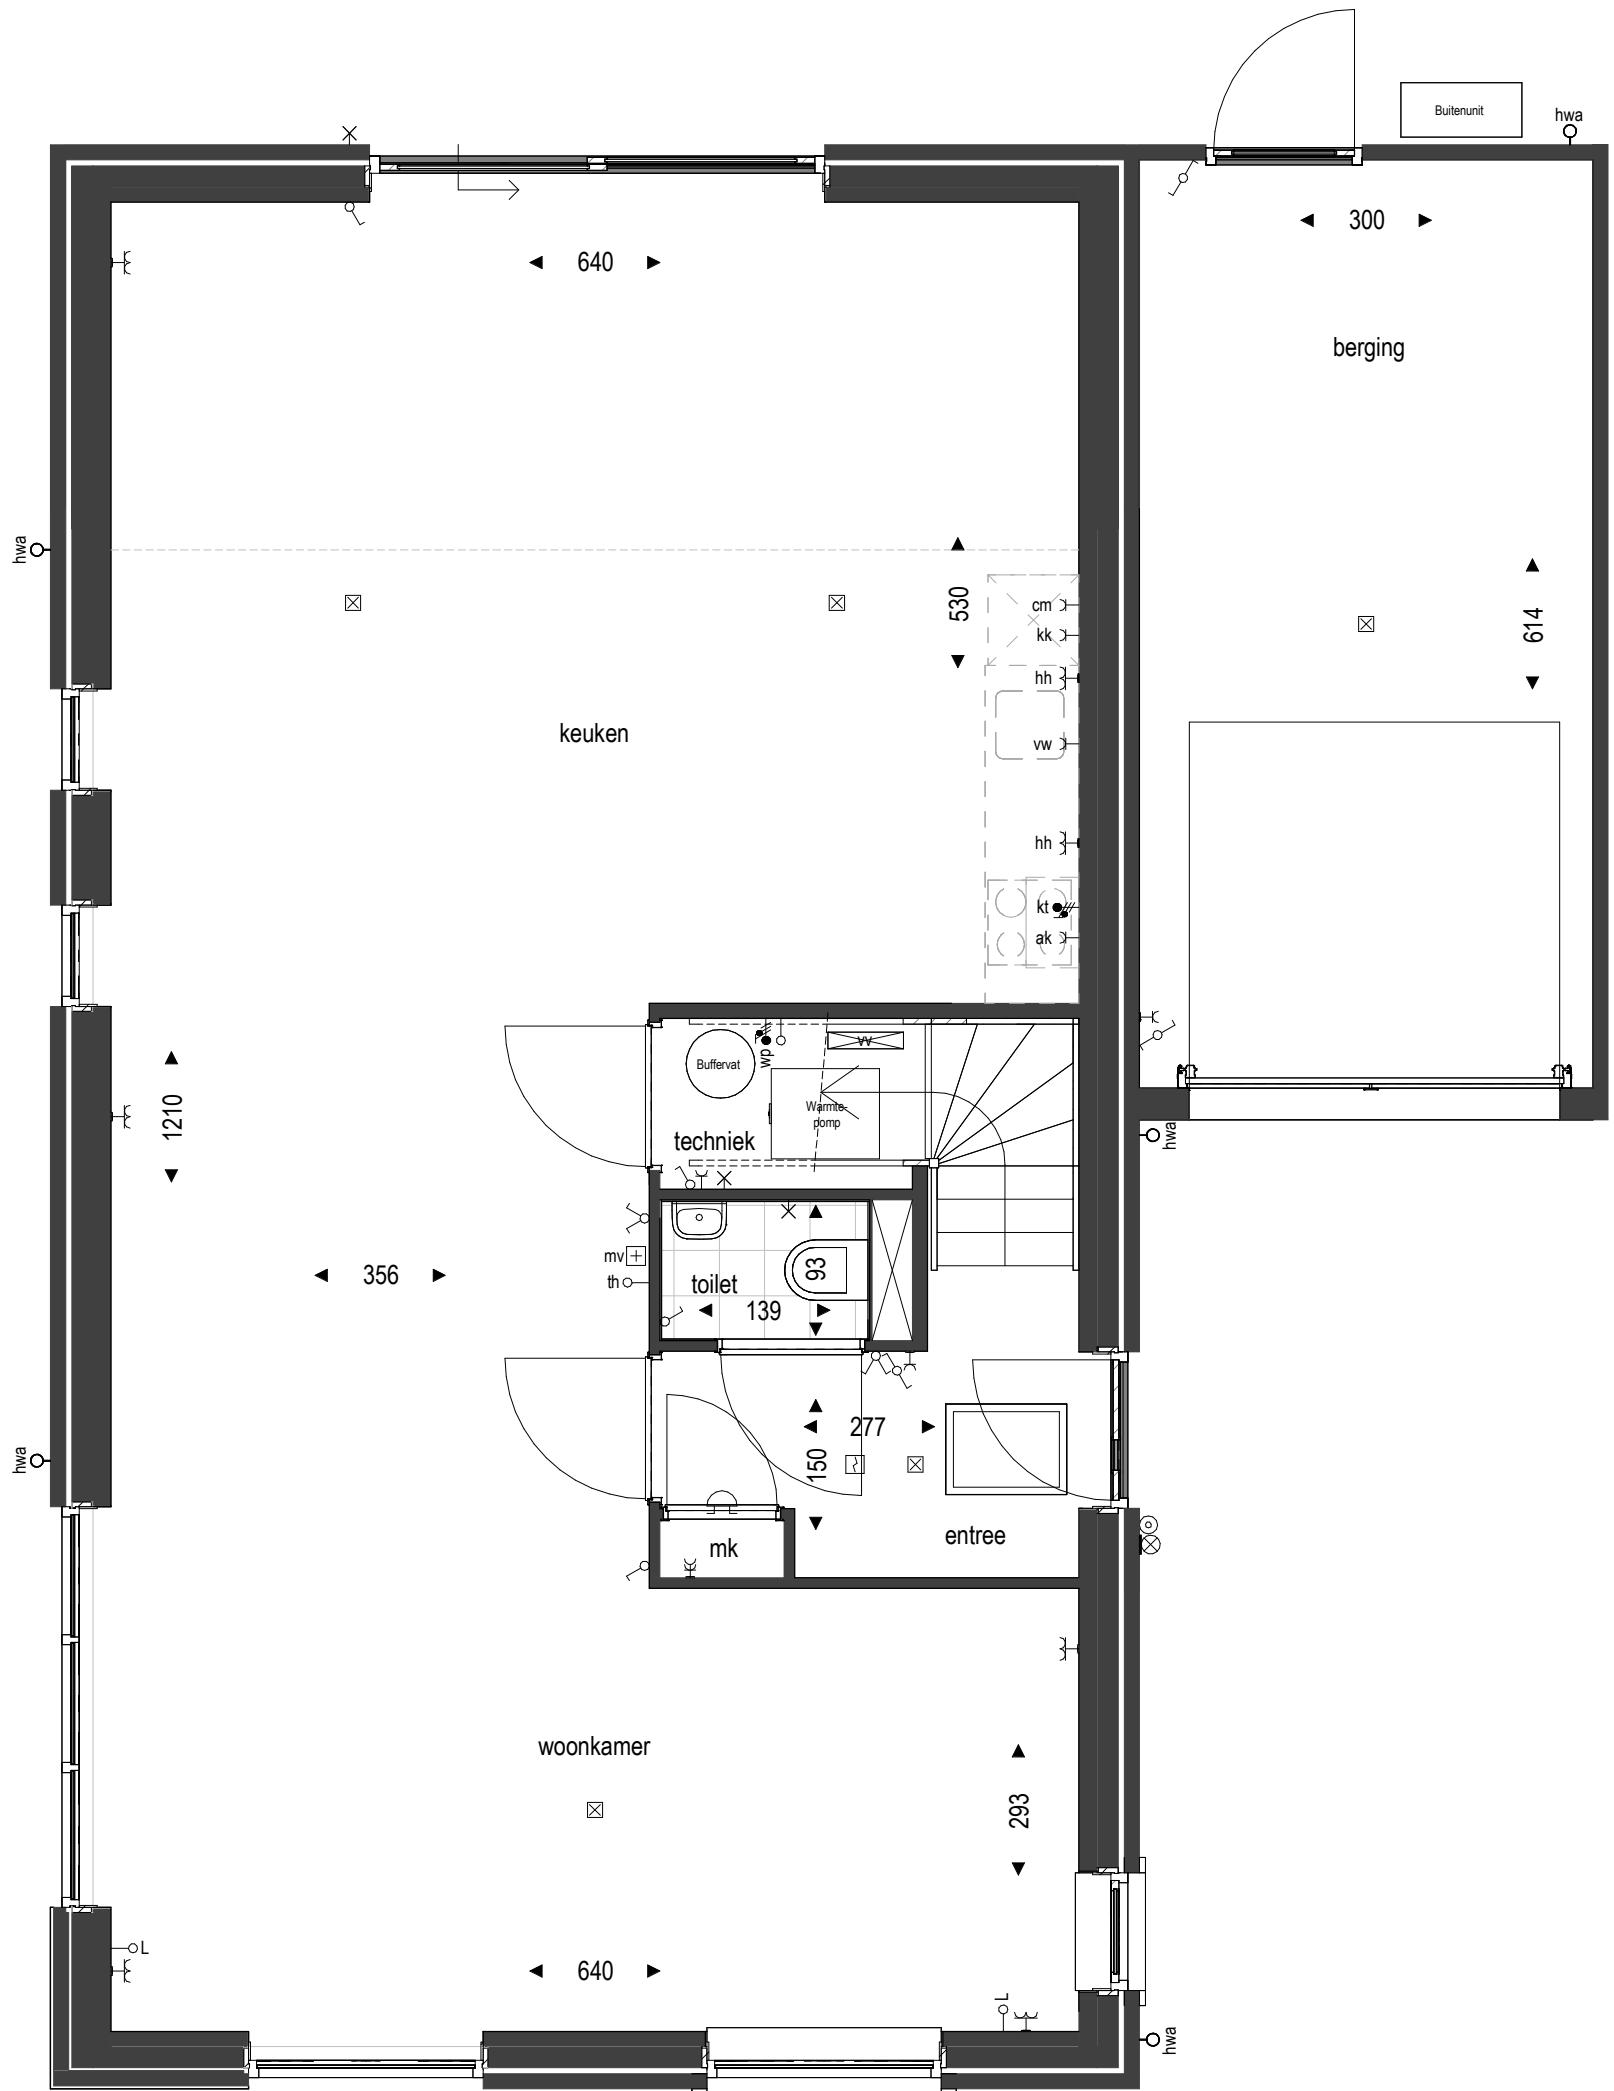 Buitenunit
hwa
300
640
berging
hwa
530
614
cm
kk
hh
keuken
vw
hh
kt
ak
Buffervat
wp
vv
Warmte-
pomp
1210
techniek
hwa
mv
th
356
toilet
93
139
277
150
hwa
entree
mk
woonkamer
293
L
640
L
hwa